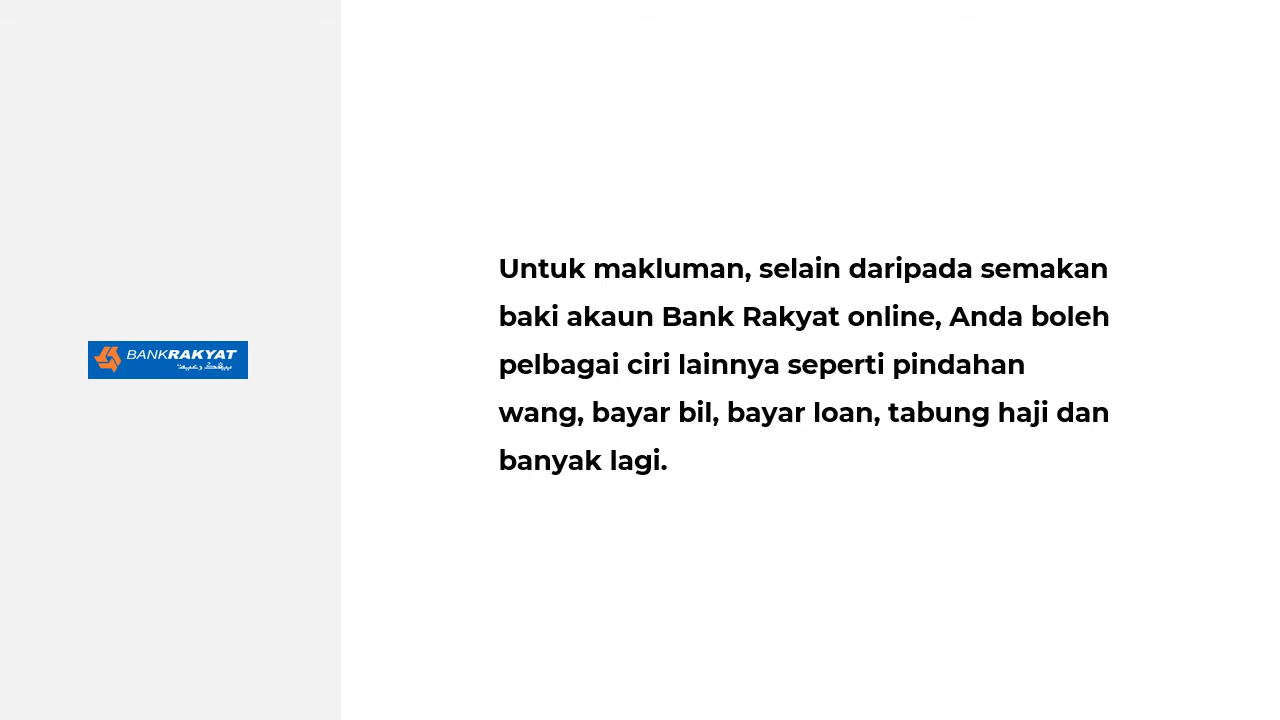 Untuk makluman, selain daripada semakan
baki akaun Bank Rakyat online, Anda boleh
pelbagai ciri lainnya seperti pindahan
wang, bayar bil, bayar loan, tabung haji dan
banyak lagi.
BANKRAKYAT